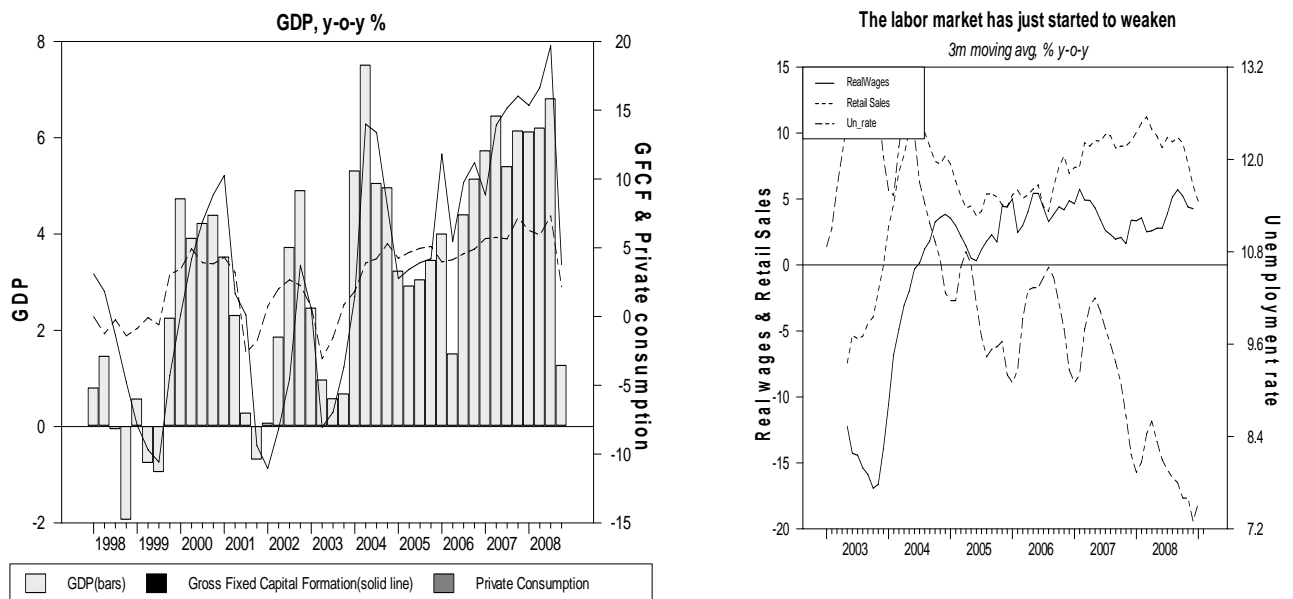 GDP, y-o-y %
8
6
4
2
0
-2
GDP
20
15
10
5
0
-5
-10
-15
GFCF & Private consumption
1998 1999 2000 2001 2002 2003 2004 2005 2006 2007 2008
GDP(bars) Gross Fixed Capital Formation(solid line) Private Consumption
The labor market has just started to weaken
3m moving avg, % y-o-y
RealWages
Retail Sales
Un_rate
15
10
5
0
-5
-10
-15
-20
Real wages & Retail Sales
13.2
12.0
10.8
9.6
8.4
7.2
Unemployment rate
2003 2004 2005 2006 2007 2008